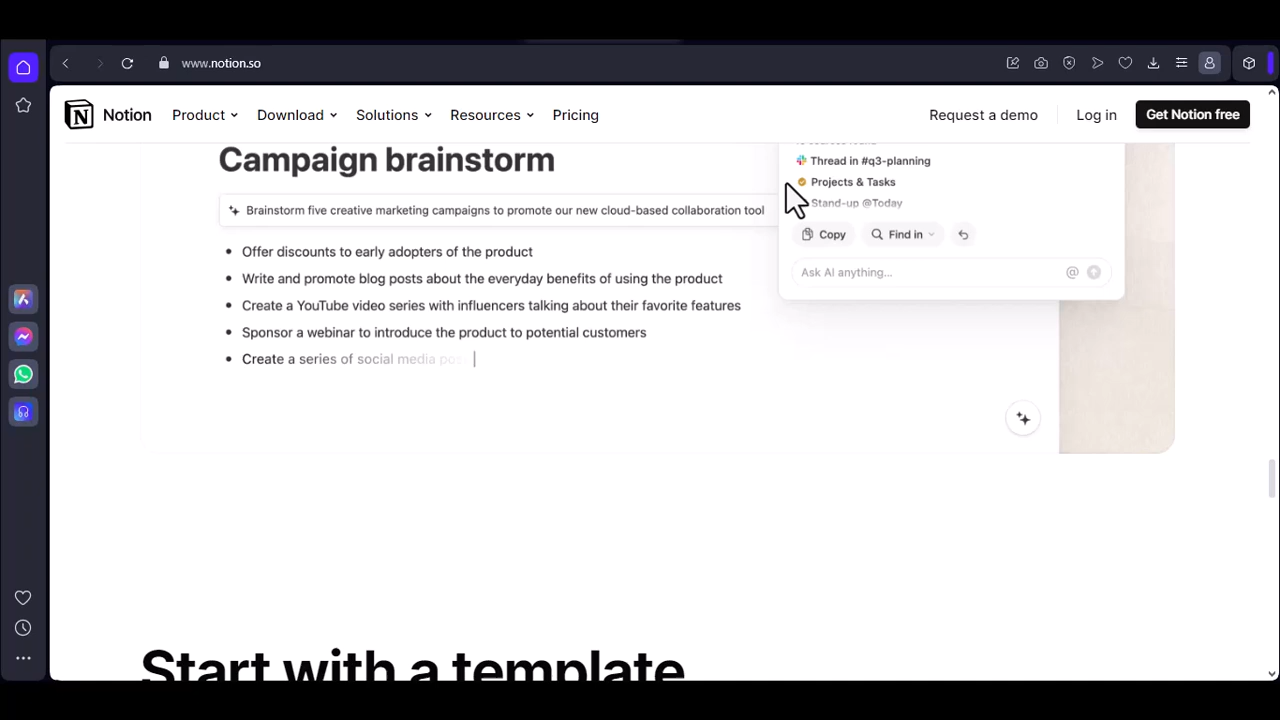 www.notion.so
Notion
Product
Download
Solutions
Resources
Pricing
Request a demo
Log in
Get Notion free
Campaign brainstorm
Brainstorm five creative marketing campaigns to promote our new cloud-based collaboration tool
• Offer discounts to early adopters of the product
• Write and promote blog posts about the everyday benefits of using the product
• Create a YouTube video series with influencers talking about their favorite features
• Sponsor a webinar to introduce the product to potential customers
• Create a series of social media pos
Thread in #q3-planning
Projects & Tasks
Stand-up @Today
Copy
Find in
Ask AI anything...
@
Start with a template